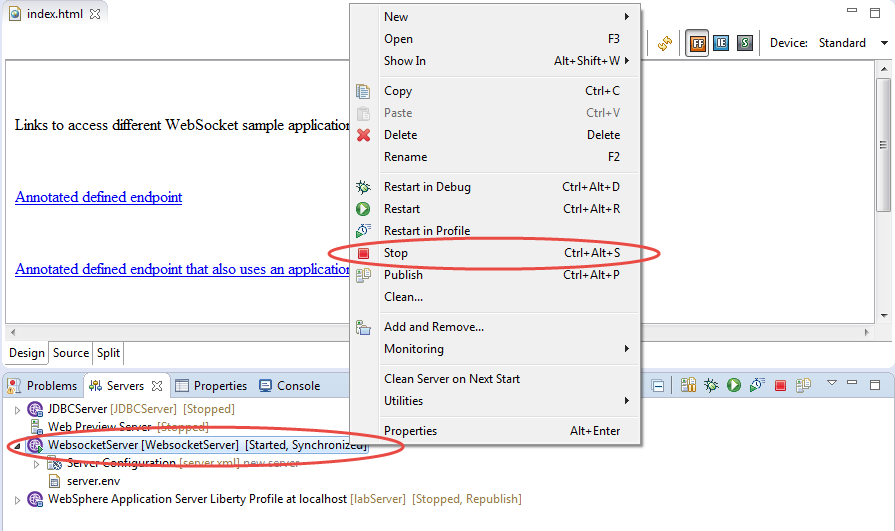 index.html
FF IE S Device: Standard
Links to access different WebSocket sample application
Annotated defined endpoint
Annotated defined endpoint that also uses an application
Design Source Split
New
Open F3
Show In Alt+Shift+W
Copy Ctrl+C
Paste Ctrl+V
Delete Delete
Rename F2
Restart in Debug Ctrl+Alt+D
Restart Ctrl+Alt+R
Restart in Profile
Stop Ctrl+Alt+S
Publish Ctrl+Alt+P
Clean...
Add and Remove...
Monitoring
Clean Server on Next Start
Utilities
Properties Alt+Enter
Problems Servers Properties Console
JDBCServer [JDBCServer] [Stopped]
Web Preview Server [Stopped]
WebsocketServer [WebsocketServer] [Started, Synchronized]
Server Configuration [server.xml] new server
server.env
WebSphere Application Server Liberty Profile at localhost [labServer] [Stopped, Republish]